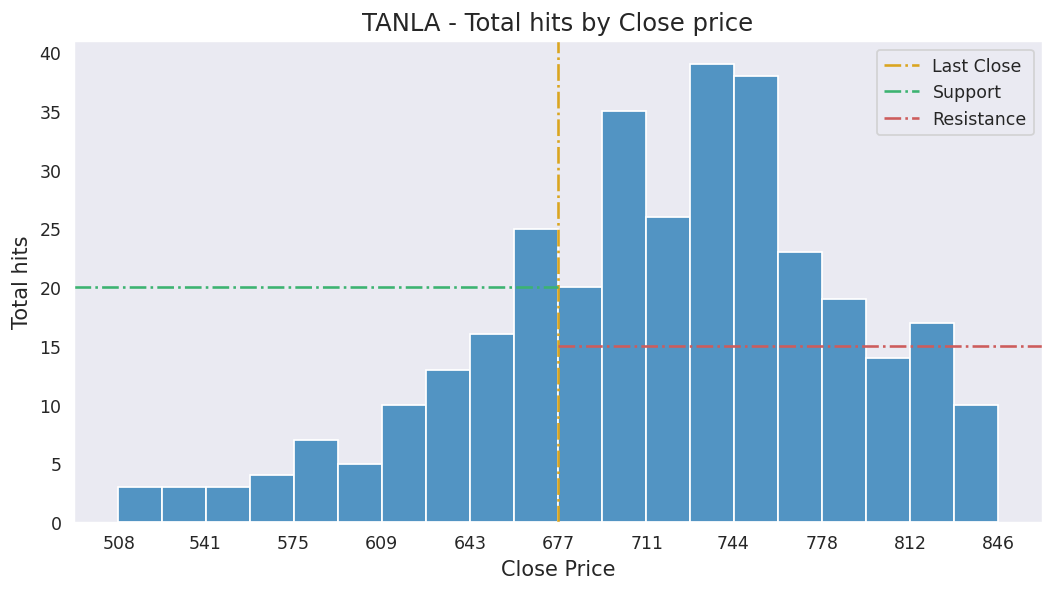 TANLA - Total hits by Close price
Last Close
Support
Resistance
Total hits
40
35
30
25
20
15
10
5
0
508 541 575 609 643 677 711 744 778 812 846
Close Price